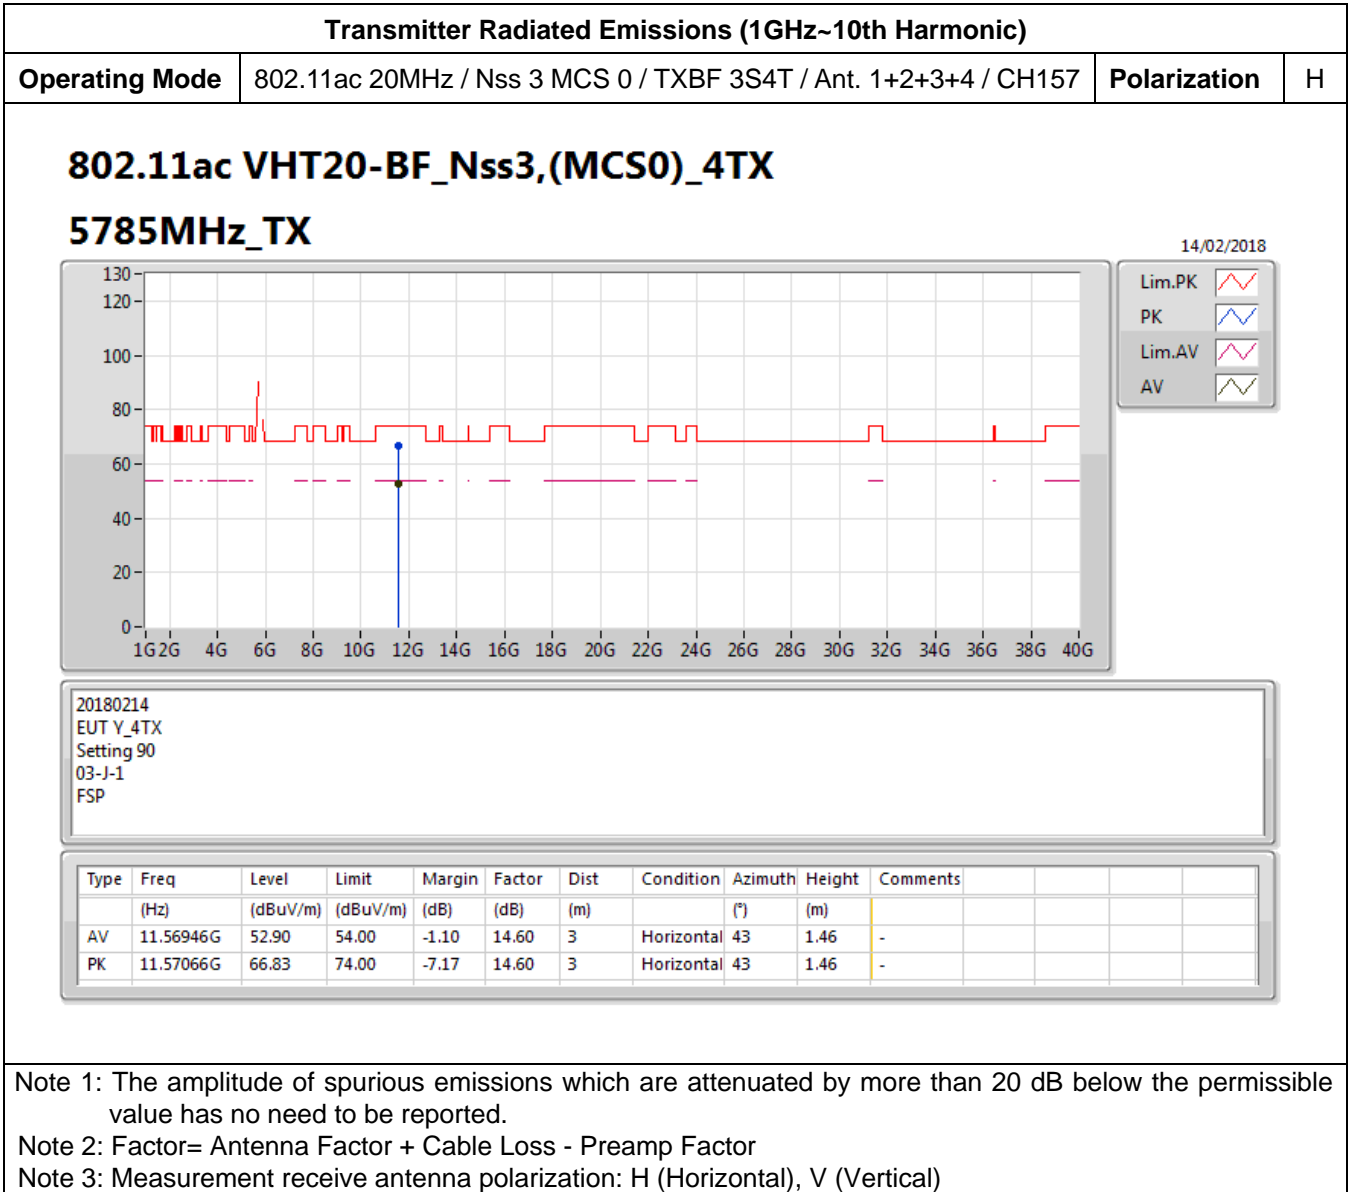 Transmitter Radiated Emissions (1GHz~10th Harmonic)
Operating Mode 802.11ac 20MHz / Nss 3 MCS 0 / TXBF 3S4T / Ant. 1+2+3+4 / CH157 Polarization H
802.11ac VHT20-BF_Nss3,(MCS0)_4TX
5785MHz_TX
14/02/2018
130
120
100
80
60
40
20
0
1G 2G 4G 6G 8G 10G 12G 14G 16G 18G 20G 22G 24G 26G 28G 30G 32G 34G 36G 38G 40G
Lim.PK
PK
Lim.AV
AV
20180214
EUT Y_4TX
Setting 90
03-J-1
FSP
Type Freq Level Limit Margin Factor Dist Condition Azimuth Height Comments
(Hz) (dBuV/m) (dBuV/m) (dB) (dB) (m) (°) (m)
AV 11.56946G 52.90 54.00 -1.10 14.60 3 Horizontal 43 1.46 -
PK 11.57066G 66.83 74.00 -7.17 14.60 3 Horizontal 43 1.46 -
Note 1: The amplitude of spurious emissions which are attenuated by more than 20 dB below the permissible
value has no need to be reported.
Note 2: Factor= Antenna Factor + Cable Loss - Preamp Factor
Note 3: Measurement receive antenna polarization: H (Horizontal), V (Vertical)